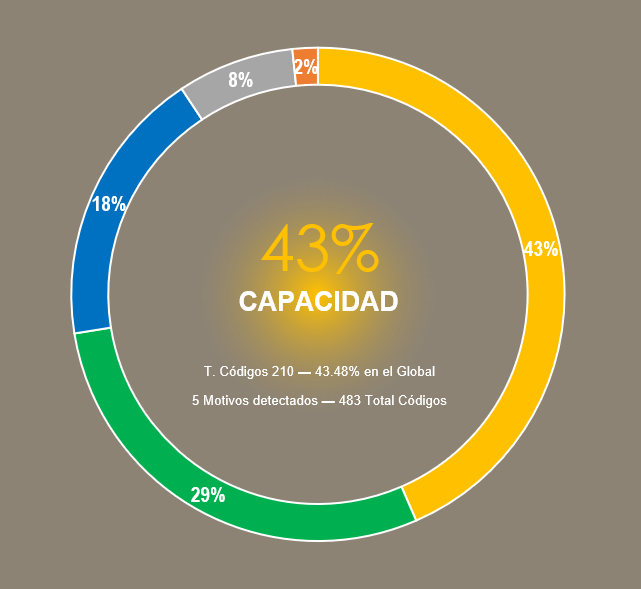 2%
8%
18%
43%
43%
CAPACIDAD
T. Códigos 210 — 43.48% en el Global
5 Motivos detectados — 483 Total Códigos
29%